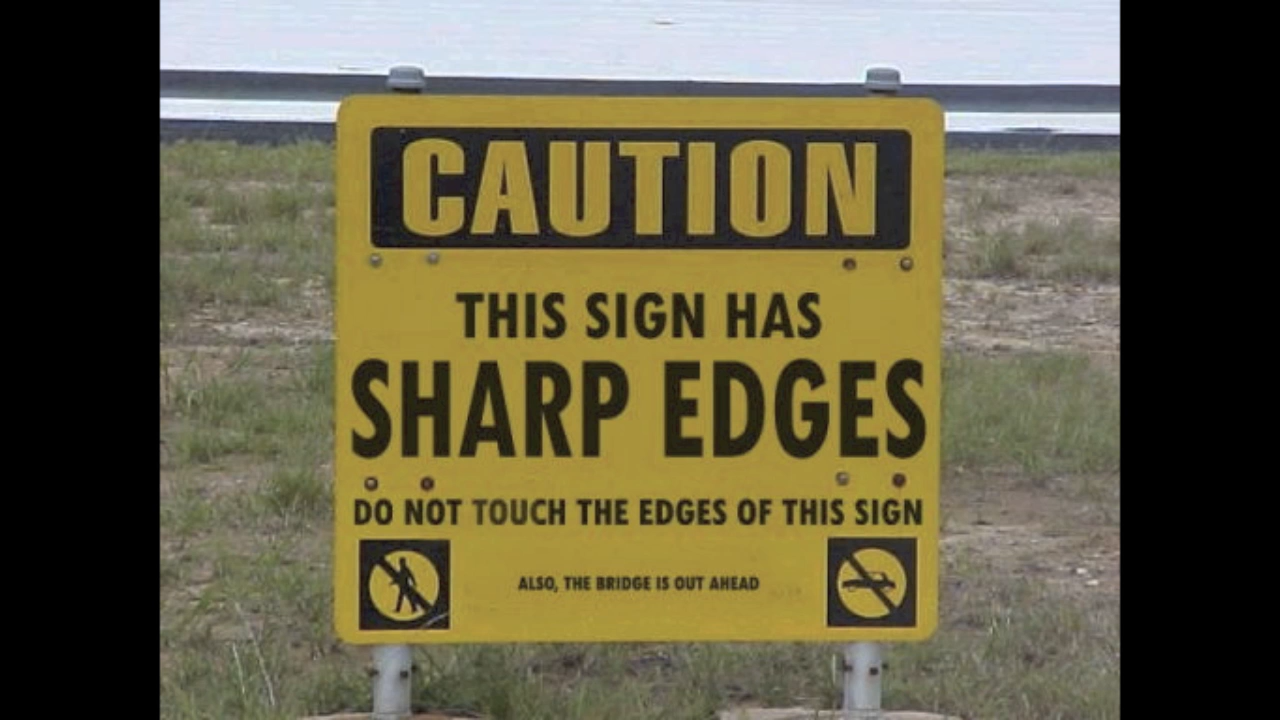 CAUTION
THIS SIGN HAS
SHARP EDGES
DO NOT TOUCH THE EDGES OF THIS SIGN
ALSO, THE BRIDGE IS OUT AHEAD